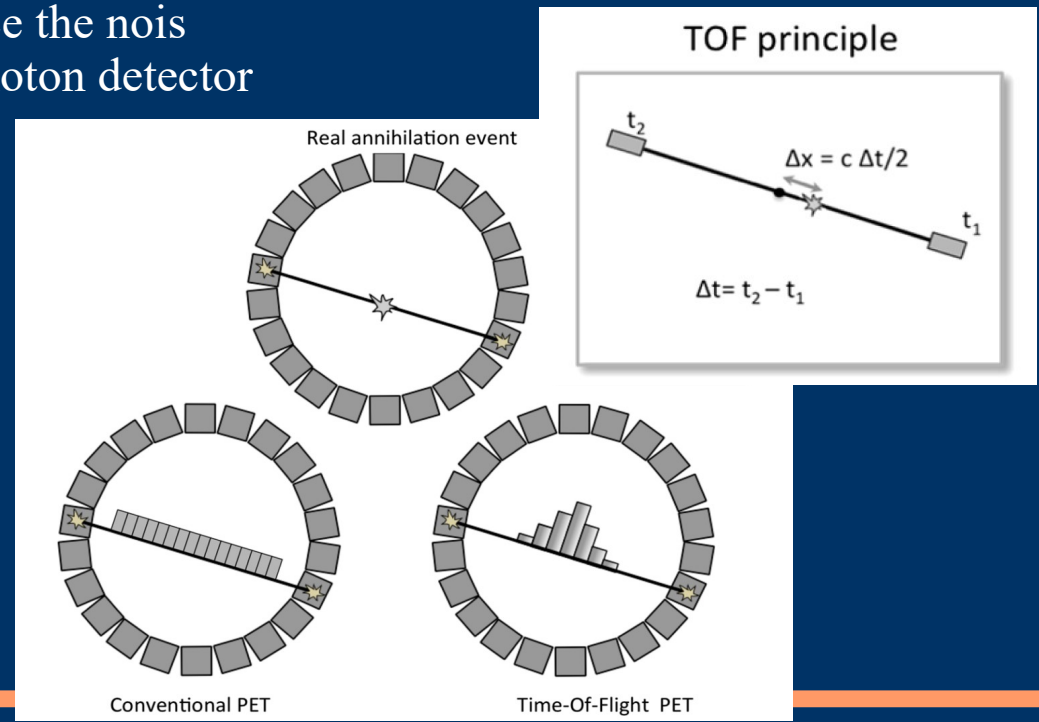 e the nois
oton detector
TOF principle
t₂
Δx = c Δt/2
t₁
Δt= t₂ – t₁
Real annihilation event
Conventional PET
Time-Of-Flight PET